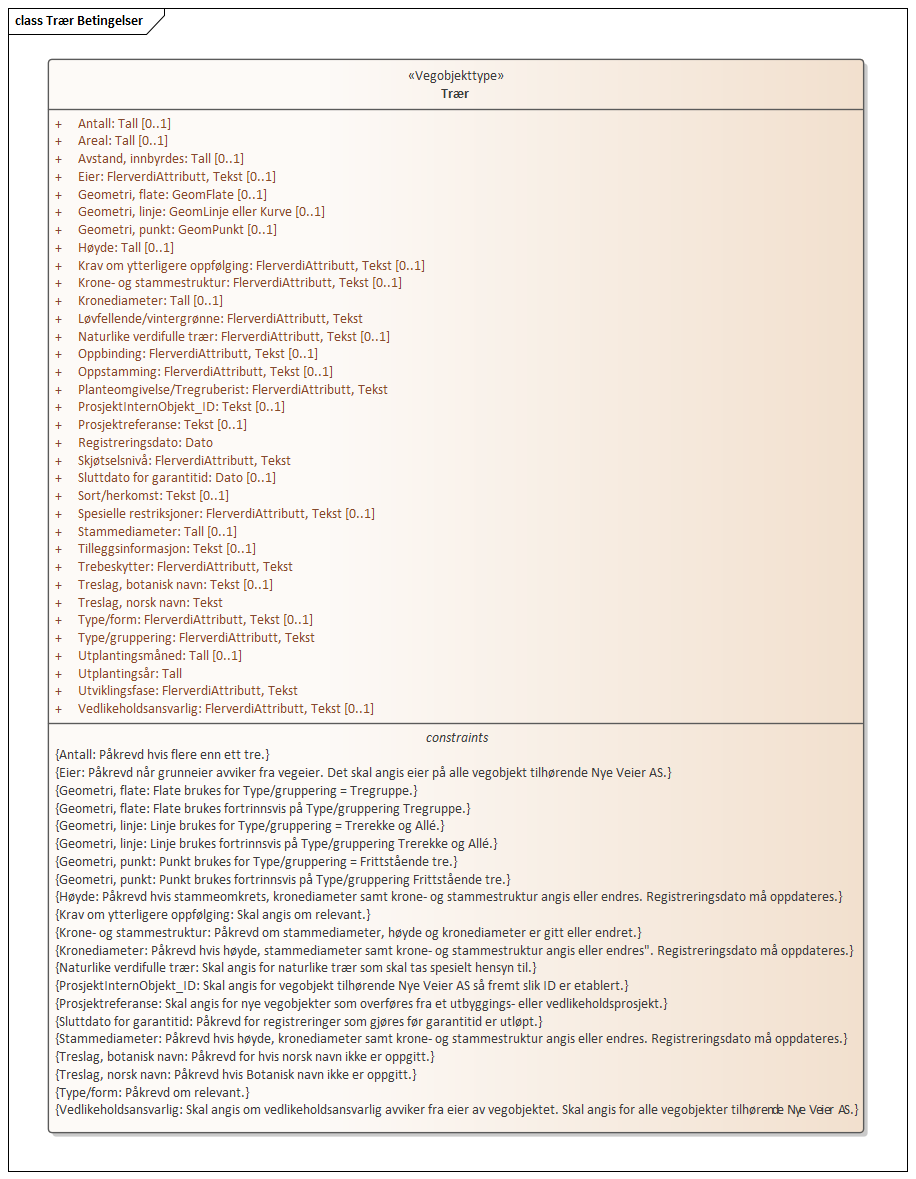 class Trær Betingelser
«Vegobjekttype»
Trær
+ Antall: Tall [0..1]
+ Areal: Tall [0..1]
+ Avstand, innbyrdes: Tall [0..1]
+ Eier: FlerverdiAttributt, Tekst [0..1]
+ Geometri, flate: GeomFlate [0..1]
+ Geometri, linje: GeomLinje eller Kurve [0..1]
+ Geometri, punkt: GeomPunkt [0..1]
+ Høyde: Tall [0..1]
+ Krav om ytterligere oppfølging: FlerverdiAttributt, Tekst [0..1]
+ Krone- og stammestruktur: FlerverdiAttributt, Tekst [0..1]
+ Kronediameter: Tall [0..1]
+ Løvfellende/vintergrønne: FlerverdiAttributt, Tekst
+ Naturlike verdifulle trær: FlerverdiAttributt, Tekst [0..1]
+ Oppbinding: FlerverdiAttributt, Tekst [0..1]
+ Oppstamming: FlerverdiAttributt, Tekst [0..1]
+ Planteomgivelse/Tregruberist: FlerverdiAttributt, Tekst
+ ProsjektInternObjekt_ID: Tekst [0..1]
+ Prosjektreferanse: Tekst [0..1]
+ Registreringsdato: Dato
+ Skjøtselsnivå: FlerverdiAttributt, Tekst
+ Sluttdato for garantitid: Dato [0..1]
+ Sort/herkomst: Tekst [0..1]
+ Spesielle restriksjoner: FlerverdiAttributt, Tekst [0..1]
+ Stammediameter: Tall [0..1]
+ Tilleggsinformasjon: Tekst [0..1]
+ Trebeskytter: FlerverdiAttributt, Tekst
+ Treslag, botanisk navn: Tekst [0..1]
+ Treslag, norsk navn: Tekst
+ Type/form: FlerverdiAttributt, Tekst [0..1]
+ Type/gruppering: FlerverdiAttributt, Tekst
+ Utplantingsmåned: Tall [0..1]
+ Utplantingsår: Tall
+ Utviklingsfase: FlerverdiAttributt, Tekst
+ Vedlikeholdsansvarlig: FlerverdiAttributt, Tekst [0..1]
constraints
{Antall: Påkrevd hvis flere enn ett tre.}
{Eier: Påkrevd når grunneier avviker fra vegeier. Det skal angis eier på alle vegobjekt tilhørende Nye Veier AS.}
{Geometri, flate: Flate brukes for Type/gruppering = Tregruppe.}
{Geometri, flate: Flate brukes fortrinnsvis på Type/gruppering Tregruppe.}
{Geometri, linje: Linje brukes for Type/gruppering = Trerekke og Allé.}
{Geometri, linje: Linje brukes fortrinnsvis på Type/gruppering Trerekke og Allé.}
{Geometri, punkt: Punkt brukes for Type/gruppering = Frittstående tre.}
{Geometri, punkt: Punkt brukes fortrinnsvis på Type/gruppering Frittstående tre.}
{Høyde: Påkrevd hvis stammeomkrets, kronediameter samt krone- og stammestruktur angis eller endres. Registreringsdato må oppdateres.}
{Krav om ytterligere oppfølging: Skal angis om relevant.}
{Krone- og stammestruktur: Påkrevd om stammediameter, høyde og kronediameter er gitt eller endret.}
{Kronediameter: Påkrevd hvis høyde, stammediameter samt krone- og stammestruktur angis eller endres". Registreringsdato må oppdateres.}
{Naturlike verdifulle trær: Skal angis for naturlike trær som skal tas spesielt hensyn til.}
{ProsjektInternObjekt_ID: Skal angis for vegobjekt tilhørende Nye Veier AS så fremt slik ID er etablert.}
{Prosjektreferanse: Skal angis for nye vegobjekter som overføres fra et utbyggings- eller vedlikeholdsprosjekt.}
{Sluttdato for garantitid: Påkrevd for registreringer som gjøres før garantitid er utløpt.}
{Stammediameter: Påkrevd hvis høyde, kronediameter samt krone- og stammestruktur angis eller endres. Registreringsdato må oppdateres.}
{Treslag, botanisk navn: Påkrevd for hvis norsk navn ikke er oppgitt.}
{Treslag, norsk navn: Påkrevd hvis Botanisk navn ikke er oppgitt.}
{Type/form: Påkrevd om relevant.}
{Vedlikeholdsansvarlig: Skal angis om vedlikeholdsansvarlig avviker fra eier av vegobjektet. Skal angis for alle vegobjekter tilhørende Nye Veier AS.}